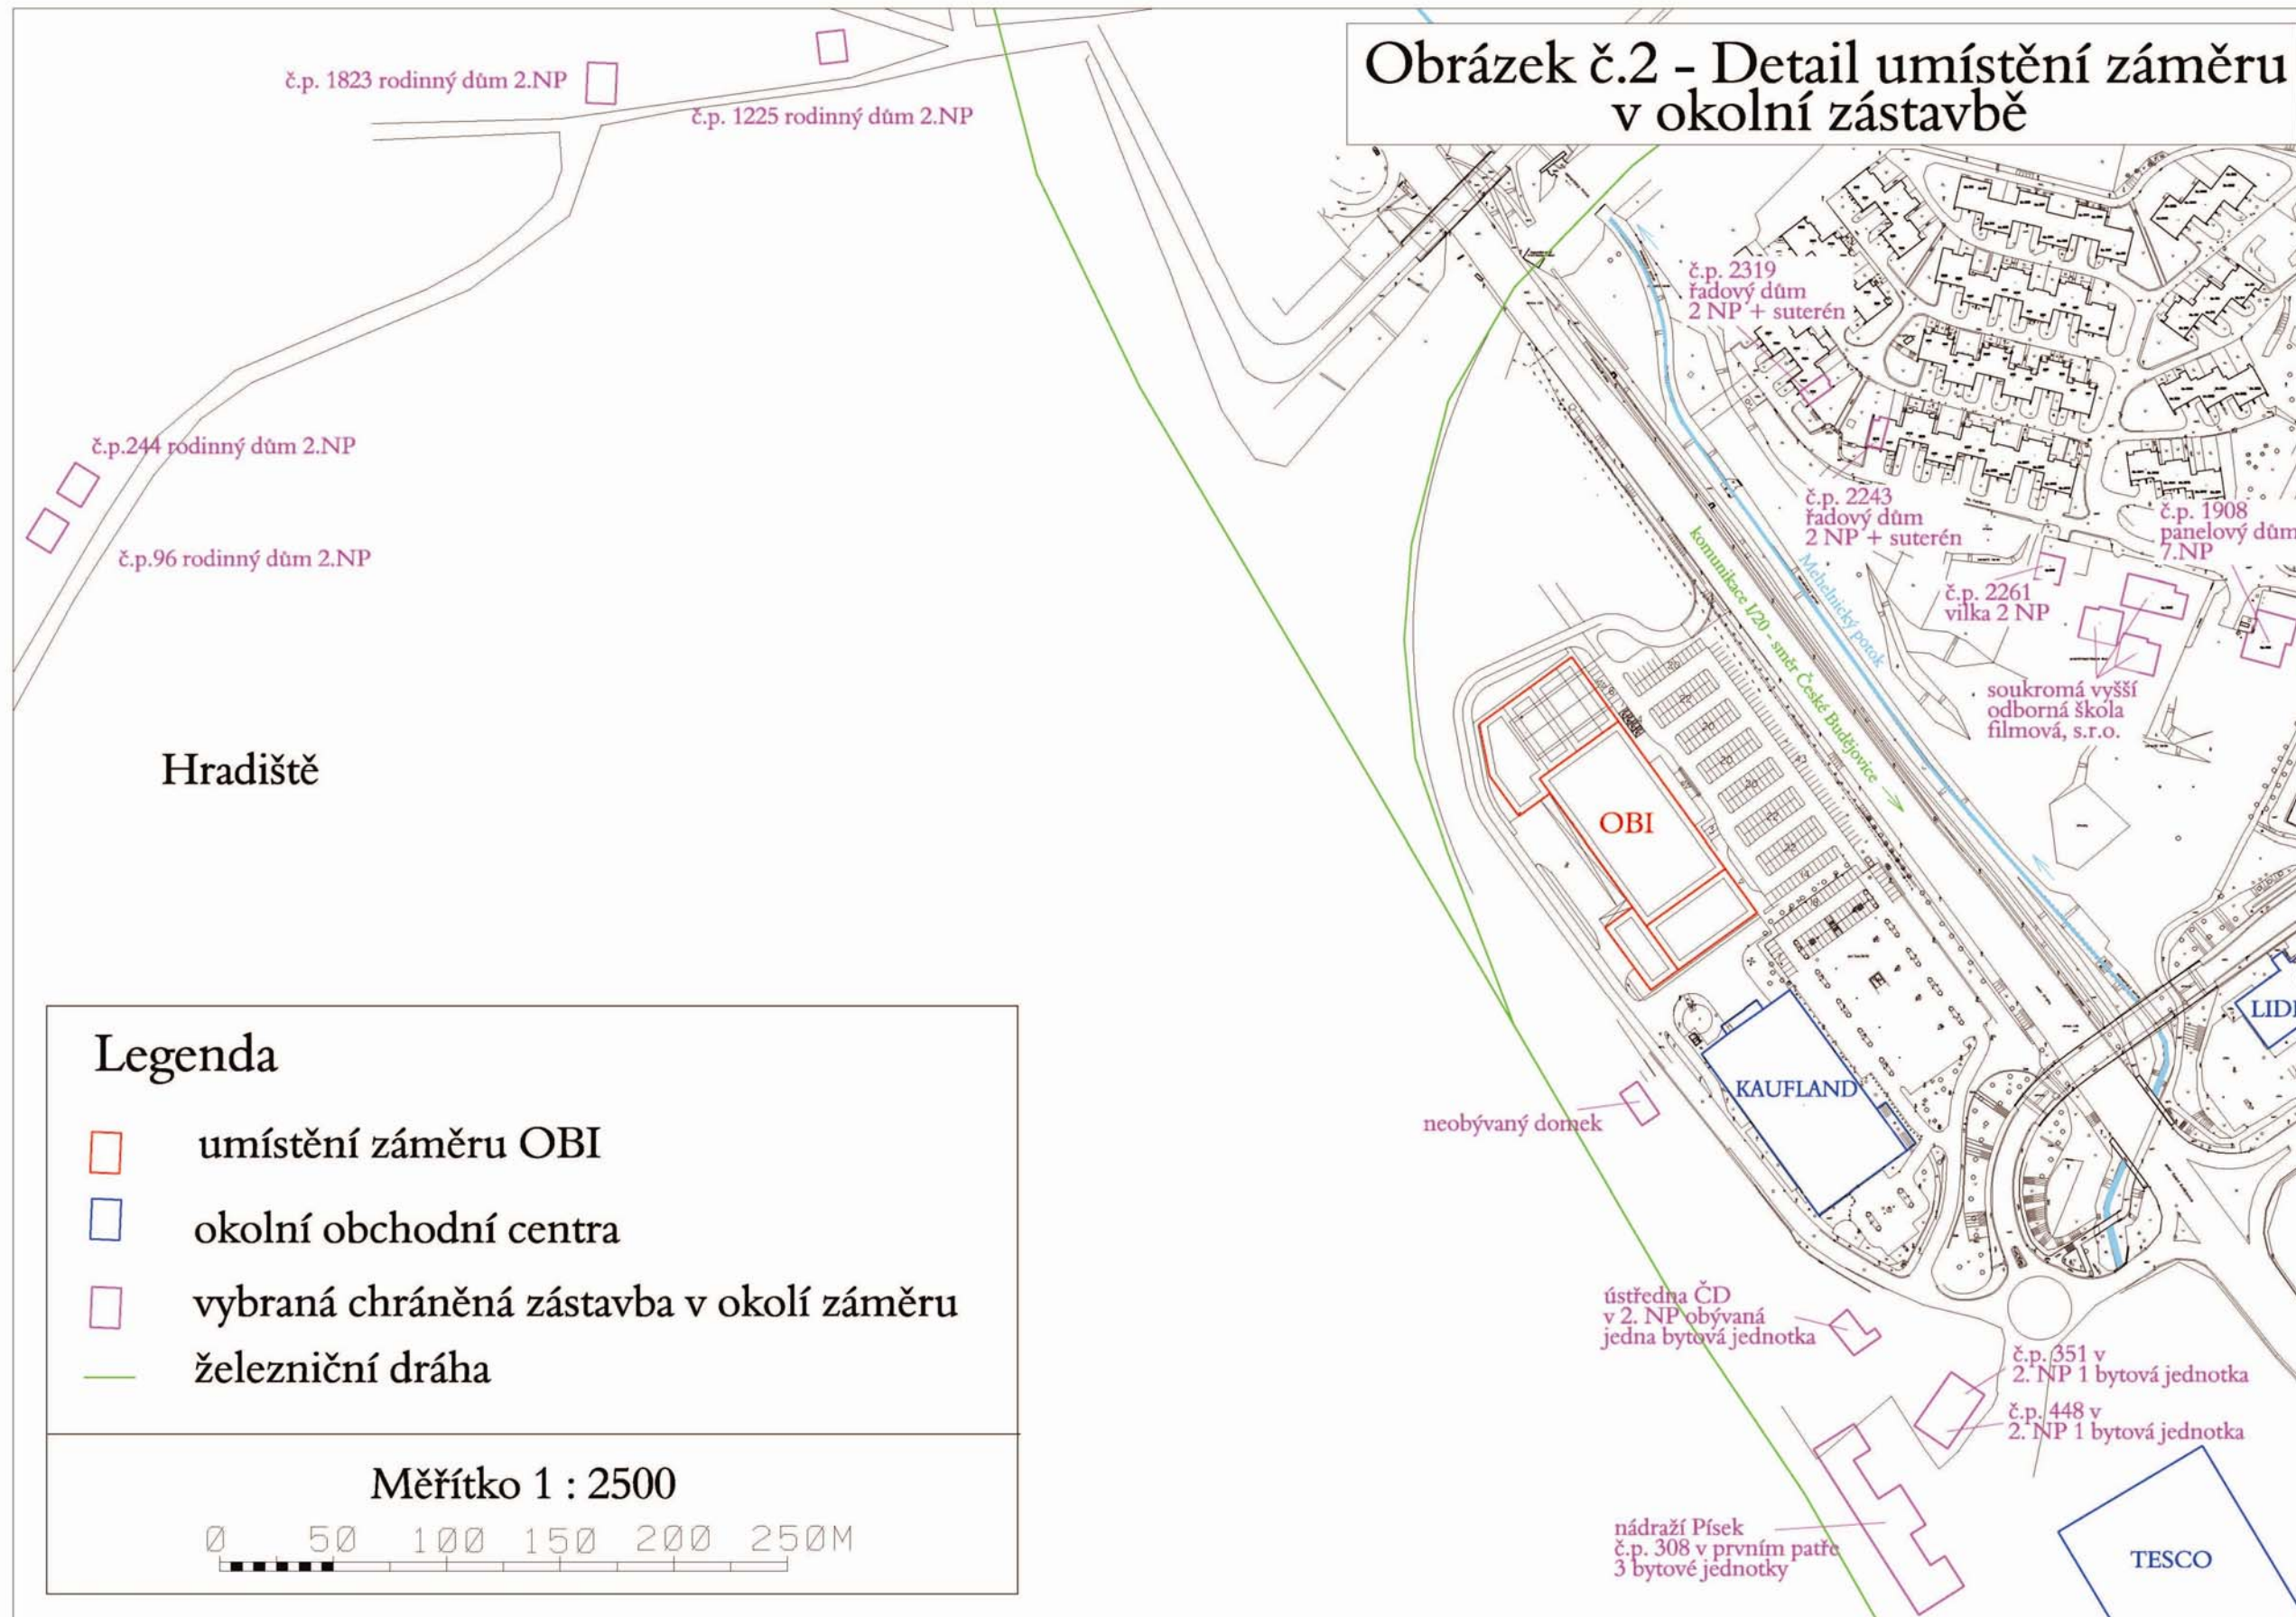 Obrázek č.2 - Detail umístění záměru
v okolní zástavbě
č.p. 1823 rodinný dům 2.NP
č.p. 1225 rodinný dům 2.NP
č.p.244 rodinný dům 2.NP
č.p.96 rodinný dům 2.NP
Hradiště
č.p. 2319
řadový dům
2 NP + suterén
č.p. 2243
řadový dům
2 NP + suterén
č.p. 1908
panelový dům
7.NP
č.p. 2261
vilka 2 NP
soukromá vyšší
odborná škola
filmová, s.r.o.
komunikace I/20 - směr České Budějovice
Mehelnický potok
OBI
KAUFLAND
LIDL
neobývaný domek
ústředna ČD
v 2. NP obývaná
jedna bytová jednotka
č.p. 351 v
2. NP 1 bytová jednotka
č.p. 448 v
2. NP 1 bytová jednotka
nádraží Písek
č.p. 308 v prvním patře
3 bytové jednotky
TESCO
Legenda
umístění záměru OBI
okolní obchodní centra
vybraná chráněná zástavba v okolí záměru
železniční dráha
Měřítko 1 : 2500
0 50 100 150 200 250M